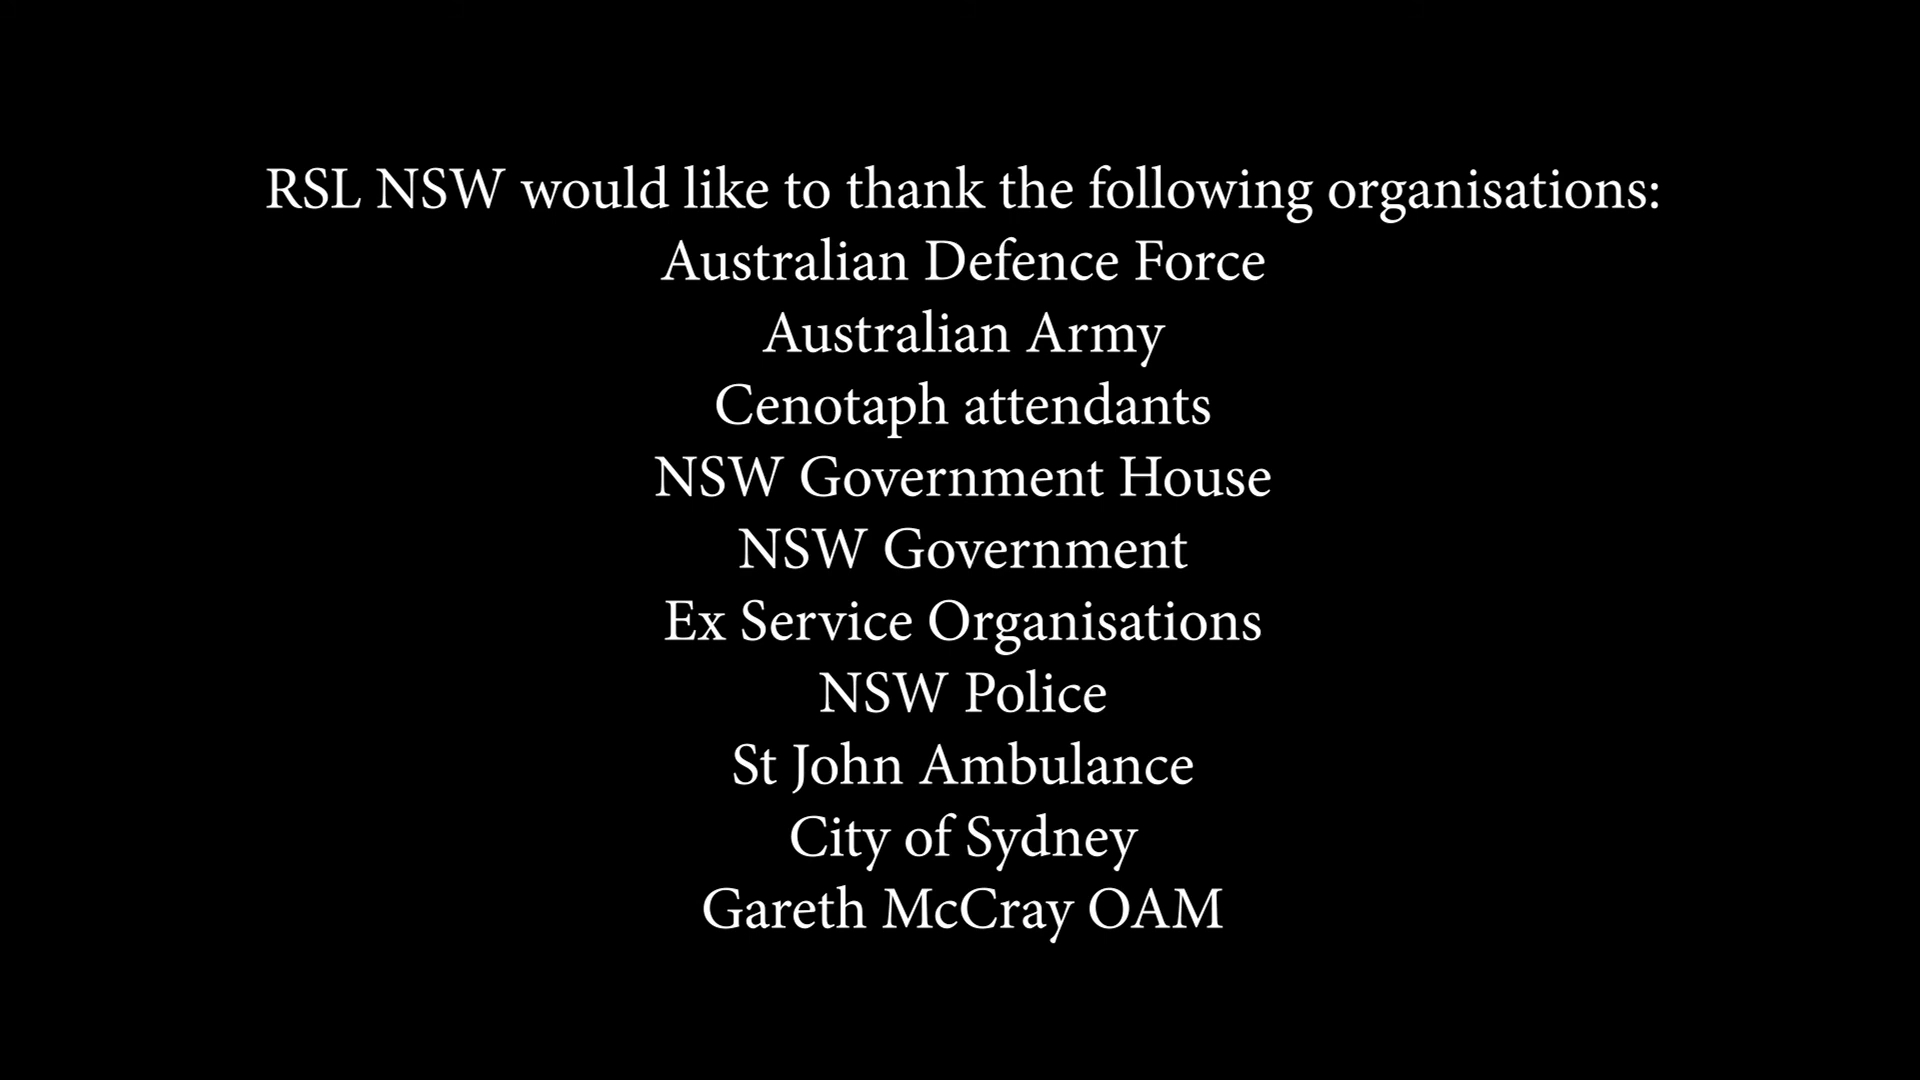 RSL NSW would like to thank the following organisations:
Australian Defence Force
Australian Army
Cenotaph attendants
NSW Government House
NSW Government
Ex Service Organisations
NSW Police
St John Ambulance
City of Sydney
Gareth McCray OAM